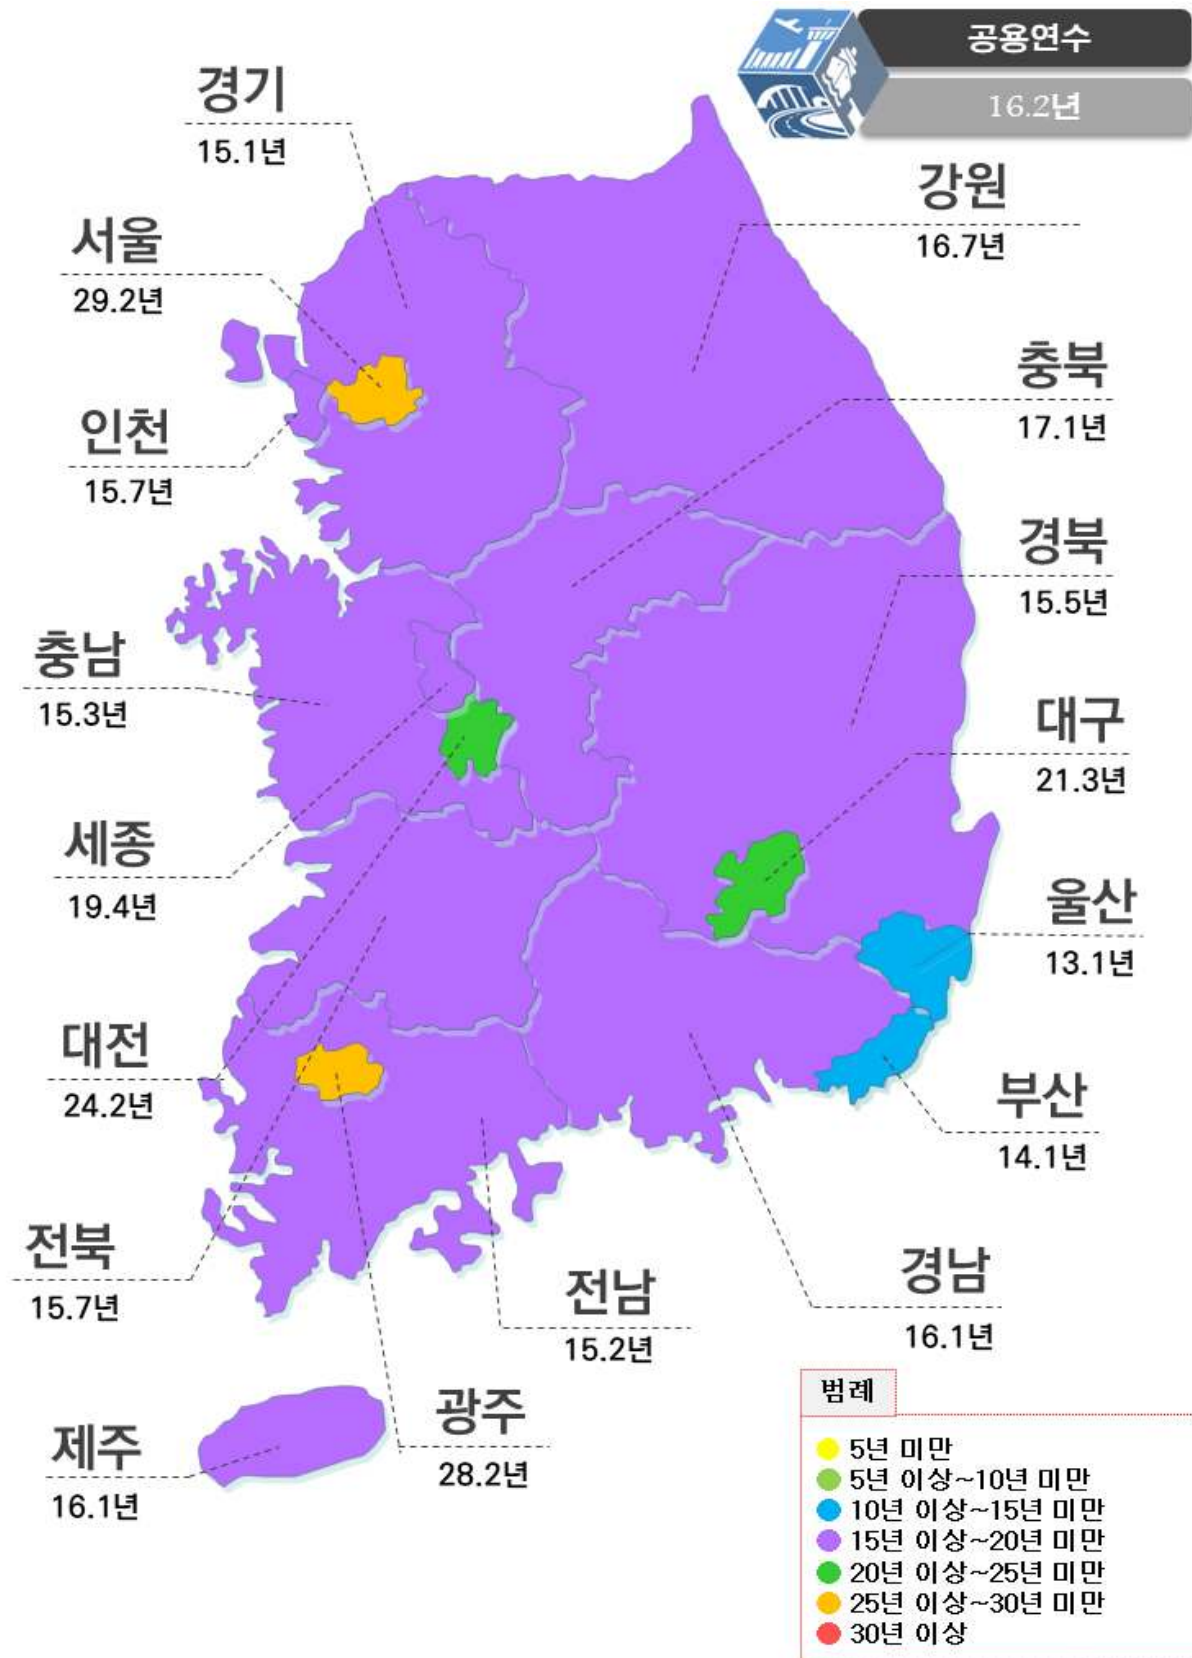 공용연수
16.2년
경기
15.1년
강원
16.7년
서울
29.2년
충북
17.1년
인천
15.7년
경북
15.5년
충남
15.3년
대구
21.3년
세종
19.4년
울산
13.1년
대전
24.2년
부산
14.1년
전북
15.7년
전남
15.2년
경남
16.1년
광주
28.2년
제주
16.1년
범례
5년 미만
5년 이상~10년 미만
10년 이상~15년 미만
15년 이상~20년 미만
20년 이상~25년 미만
25년 이상~30년 미만
30년 이상